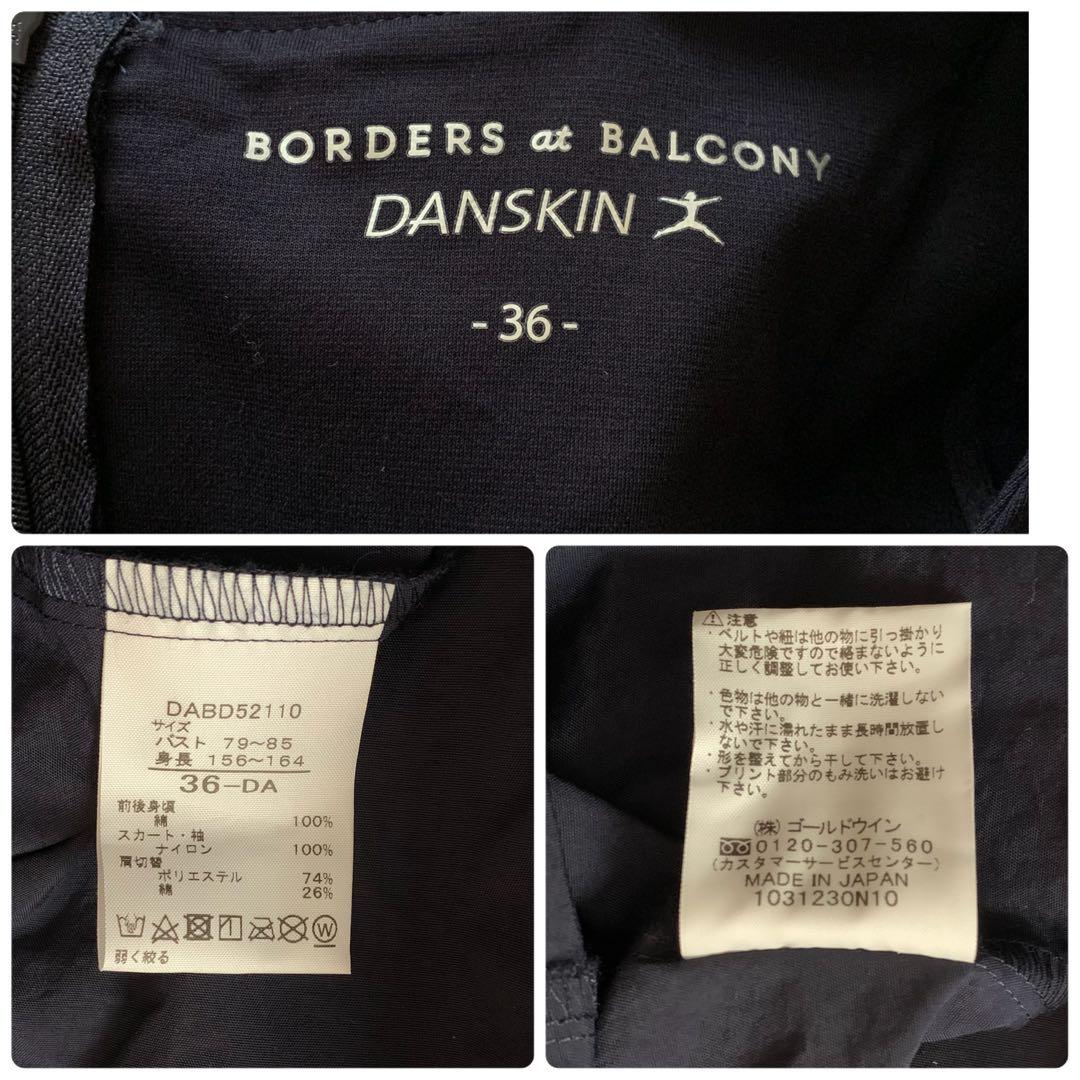 BORDERS at BALCONY
DANSKIN
- 36 -
DABD52110
サイズ
バスト 79~85
身長 156~164
36-DA
前後身頃
綿 100%
スカート・袖
ナイロン 100%
肩切替
ポリエステル 74%
綿 26%
W
弱く絞る
注意
・ベルトや紐は他の物に引っ掛かり
大変危険ですので絡まないように
正しく調整してお使い下さい。
・色物は他の物と一緒に洗濯しない
で下さい。
・水や汗に濡れたまま長時間放置し
ないで下さい。
・形を整えてから干して下さい。
・プリント部分のもみ洗いはお避け
下さい。
(株)ゴールドウイン
0120-307-560
(カスタマーサービスセンター)
MADE IN JAPAN
1031230N10